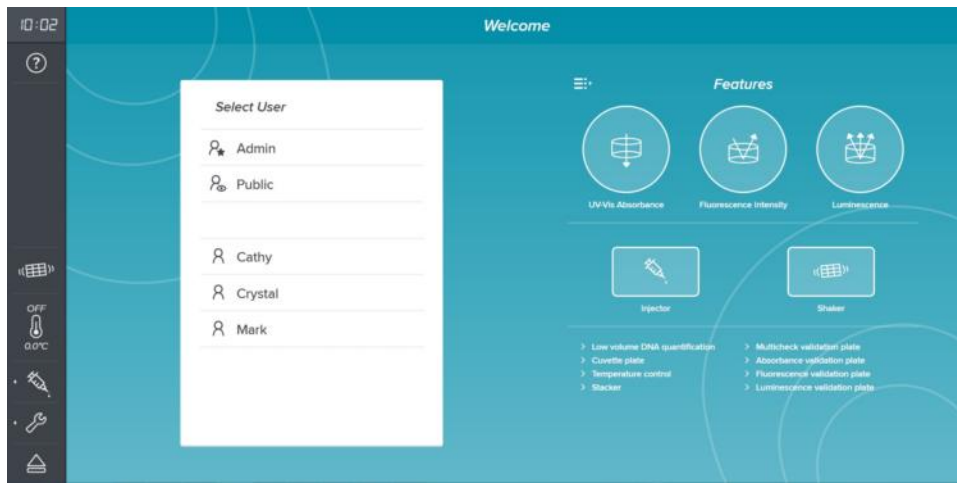 10:02
Welcome
?
Select User
Admin
Public
Cathy
Crystal
Mark
Features
UV-Vis Absorbance
Fluorescence Intensity
Luminescence
Injector
Shaker
> Low volume DNA quantification
> Cuvette plate
> Temperature control
> Stacker
> Multicheck validation plate
> Absorbance validation plate
> Fluorescence validation plate
> Luminescence validation plate
OFF
0.0°C